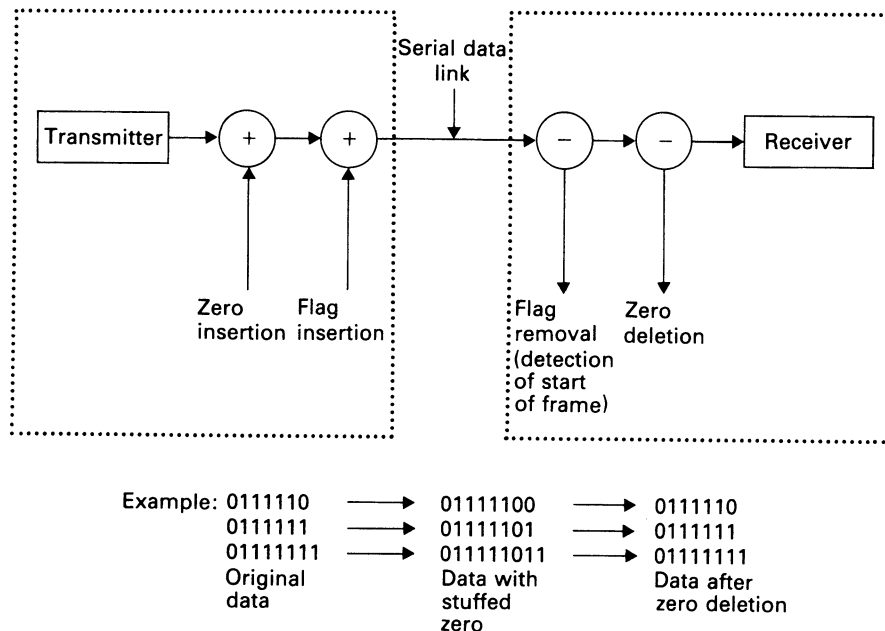 Serial data
link
Transmitter
+
+
−
−
Receiver
Zero
insertion
Flag
insertion
Flag
removal
(detection
of start
of frame)
Zero
deletion
Example: 0111110 01111100 0111110
0111111 01111101 0111111
01111111 011111011 01111111
Original
data
Data with
stuffed
zero
Data after
zero deletion